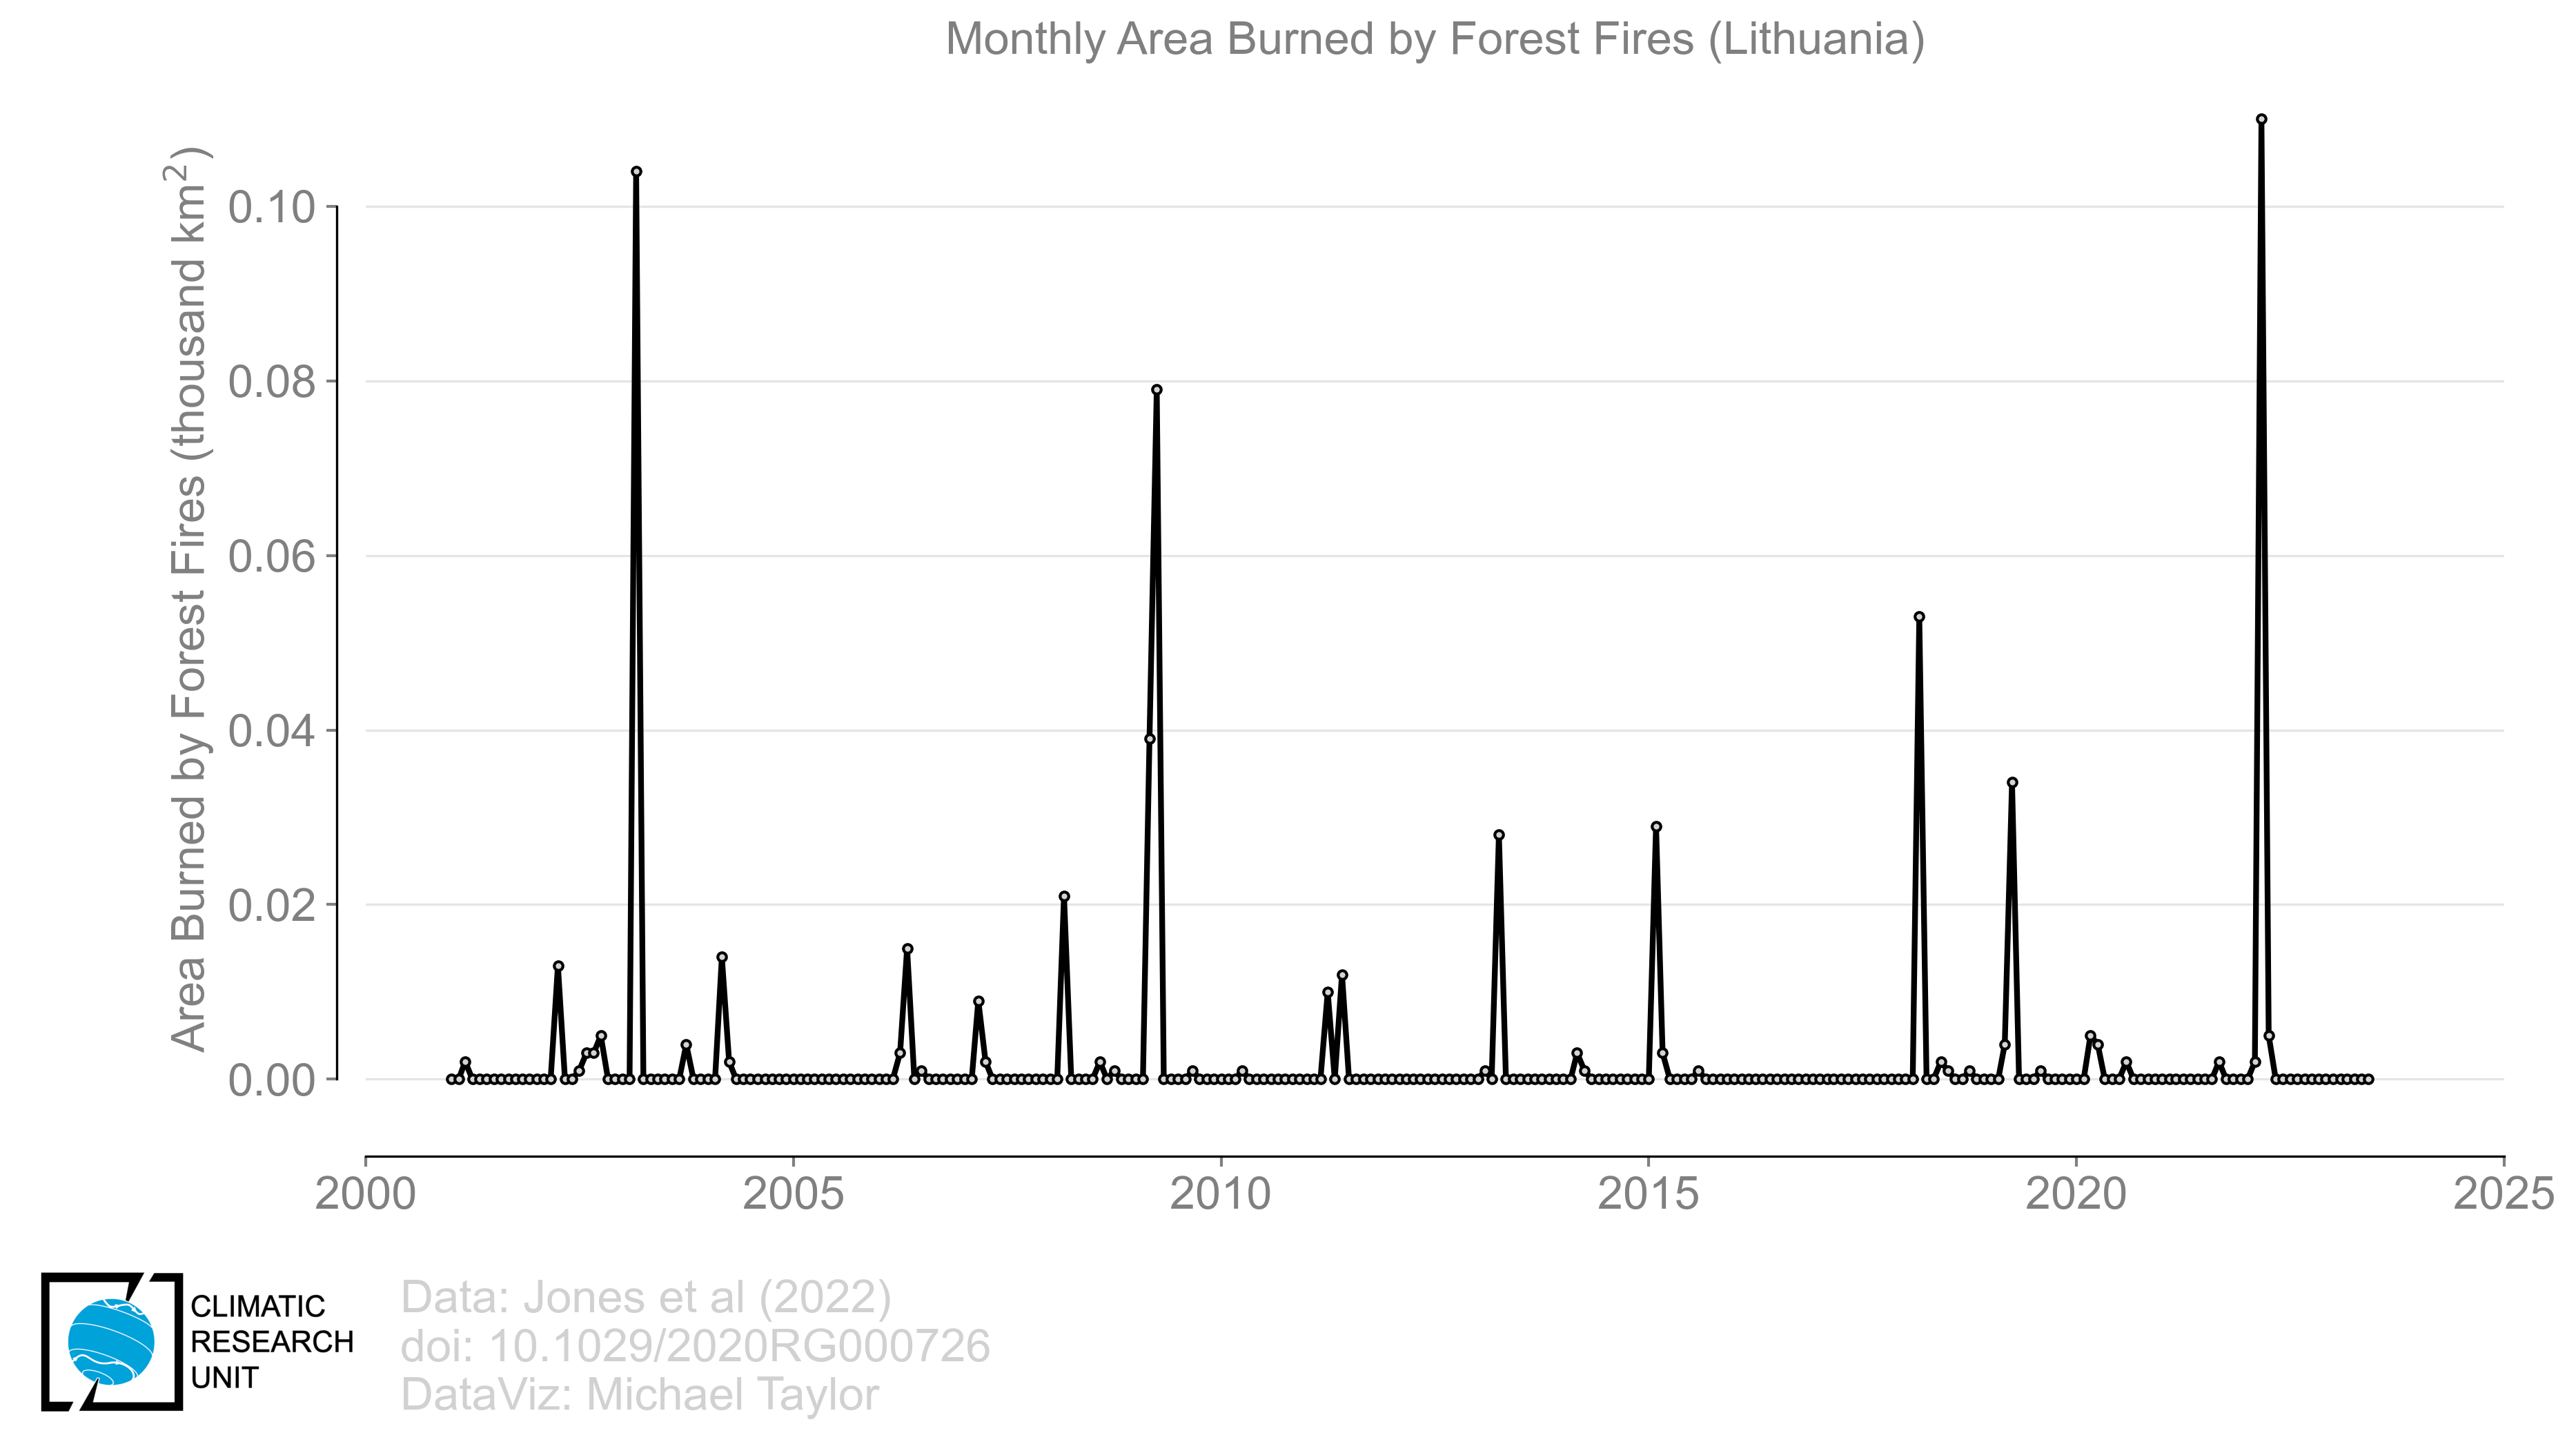 Monthly Area Burned by Forest Fires (Lithuania)
Area Burned by Forest Fires (thousand km²)
0.10
0.08
0.06
0.04
0.02
0.00
2000 2005 2010 2015 2020 2025
CLIMATIC
RESEARCH
UNIT
Data: Jones et al (2022)
doi: 10.1029/2020RG000726
DataViz: Michael Taylor